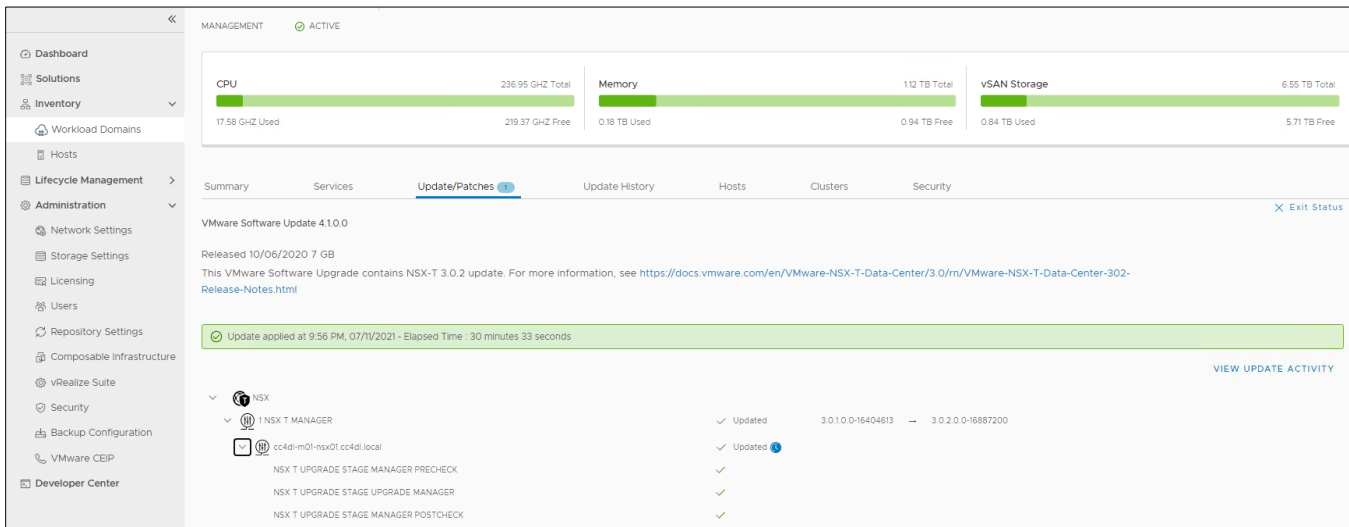 «
MANAGEMENT ACTIVE
Dashboard
Solutions
Inventory
Workload Domains
Hosts
Lifecycle Management
Administration
Network Settings
Storage Settings
Licensing
Users
Repository Settings
Composable Infrastructure
vRealize Suite
Security
Backup Configuration
VMware CEIP
Developer Center
CPU 236.95 GHZ Total
17.58 GHZ Used 219.37 GHZ Free
Memory 1.12 TB Total
0.18 TB Used 0.94 TB Free
vSAN Storage 6.55 TB Total
0.84 TB Used 5.71 TB Free
Summary Services Update/Patches 1 Update History Hosts Clusters Security
Exit Status
VMware Software Update 4.1.0.0
Released 10/06/2020 7 GB
This VMware Software Upgrade contains NSX-T 3.0.2 update. For more information, see https://docs.vmware.com/en/VMware-NSX-T-Data-Center/3.0/rn/VMware-NSX-T-Data-Center-302-
Release-Notes.html
Update applied at 9:56 PM, 07/11/2021 - Elapsed Time : 30 minutes 33 seconds
VIEW UPDATE ACTIVITY
NSX
1 NSX T MANAGER Updated 3.0.1.0.0-16404613 → 3.0.2.0.0-16887200
cc4dl-m01-nsx01.cc4dl.local Updated
NSX T UPGRADE STAGE MANAGER PRECHECK
NSX T UPGRADE STAGE UPGRADE MANAGER
NSX T UPGRADE STAGE MANAGER POSTCHECK